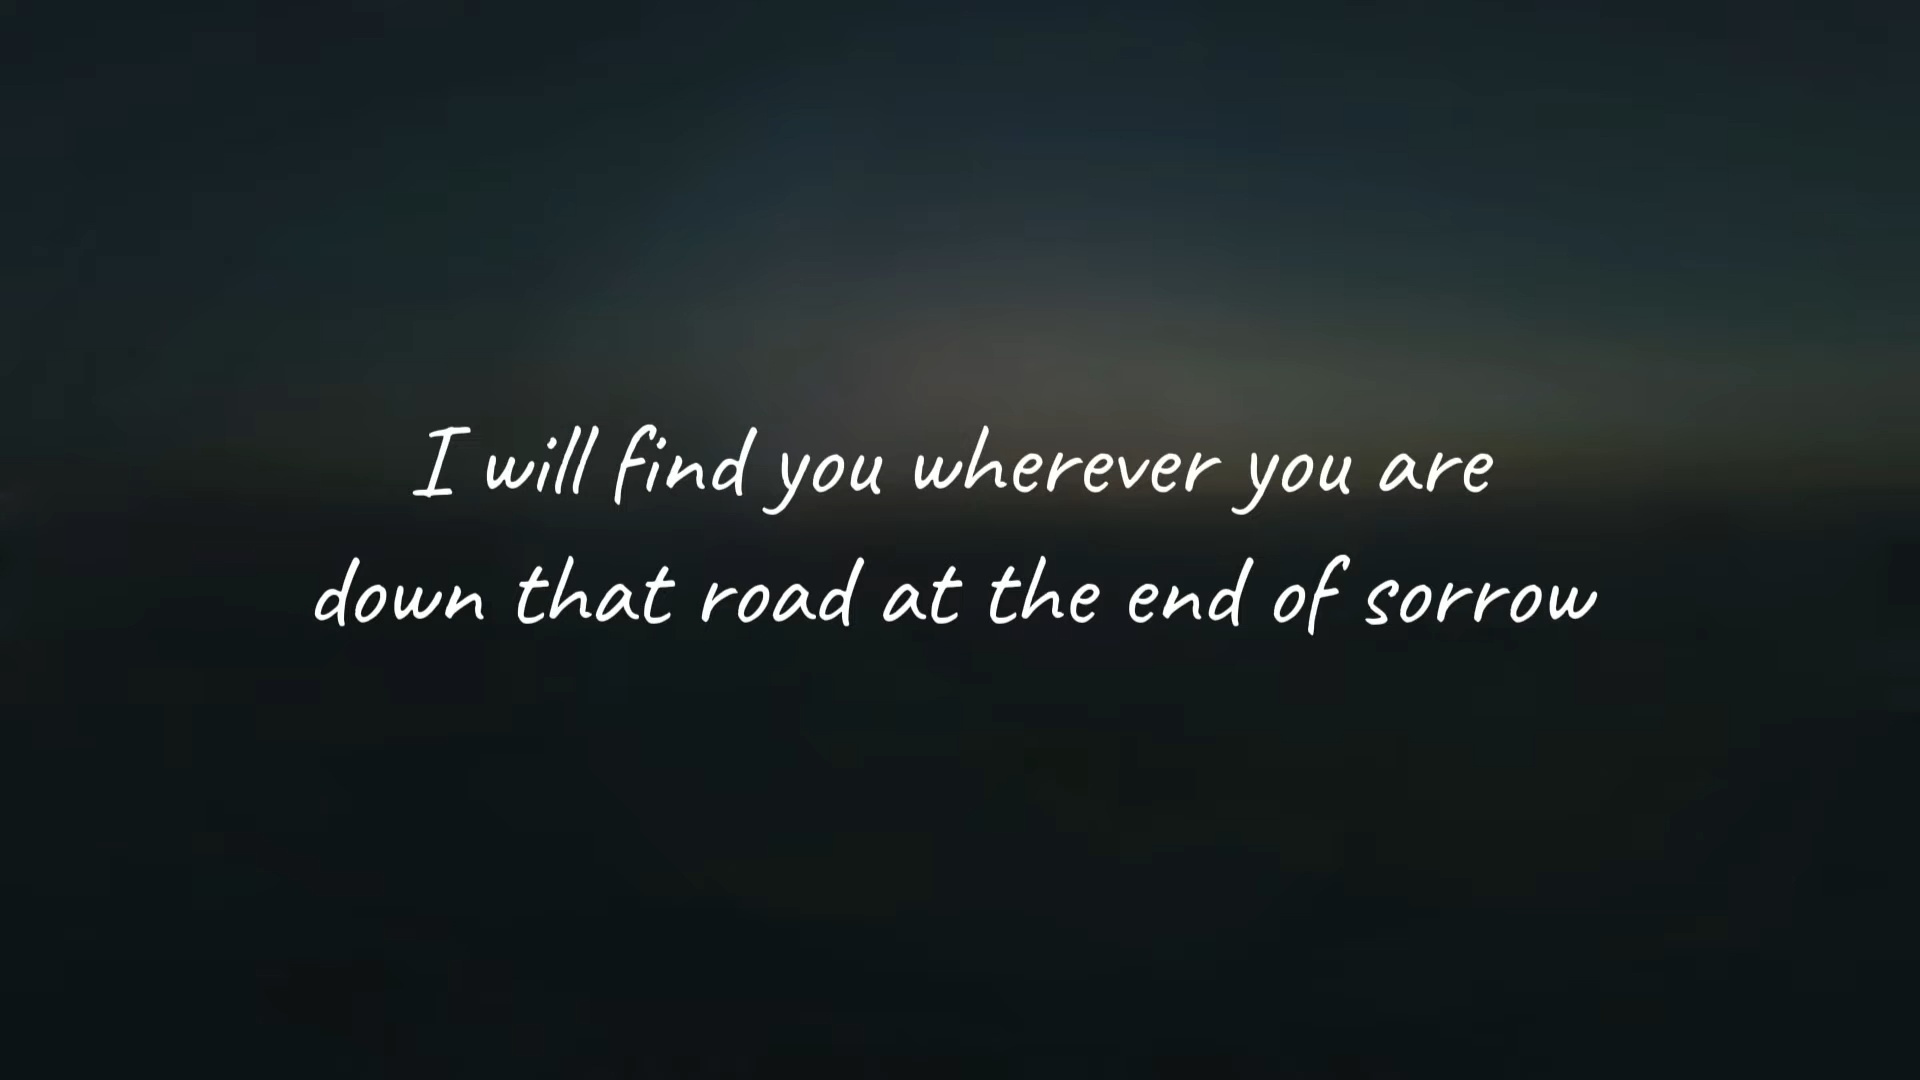 I will find you wherever you are
down that road at the end of sorrow